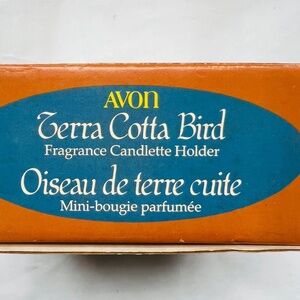 AVON
Terra Cotta Bird
Fragrance Candlette Holder
Oiseau de terre cuite
Mini-bougie parfumée